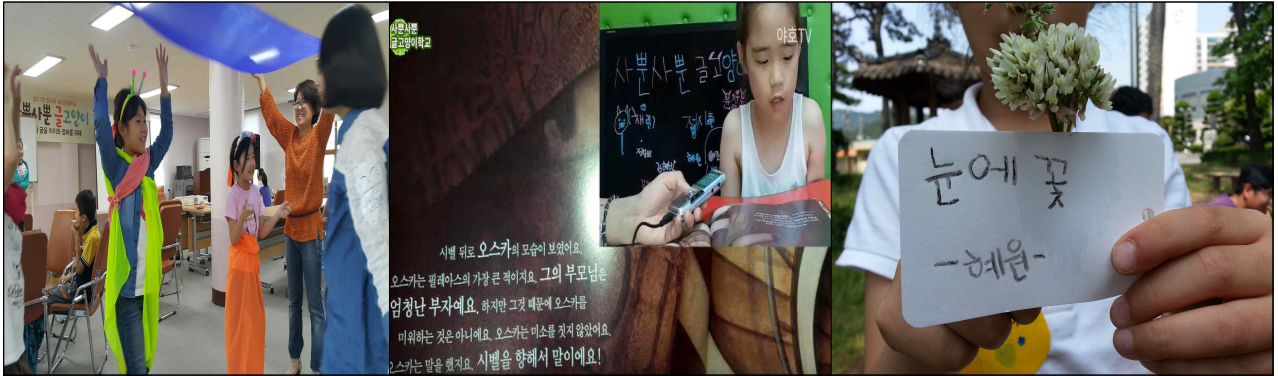 뽀사뿐 글고양이
사뿐사뿐
글고양이학교
야호TV
사뿐사뿐 글고양
시벨 뒤로 오스카의 모습이 보였어요.
오스카는 필레아스의 가장 큰 적이지요. 그의 부모님은
엄청난 부자예요. 하지만 그것 때문에 오스카를
미워하는 것은 아니에요. 오스카는 미소를 짓지 않았어요.
오스카는 말을 했지요. 시벨을 향해서 말이에요!
눈에 꽃
-혜원-